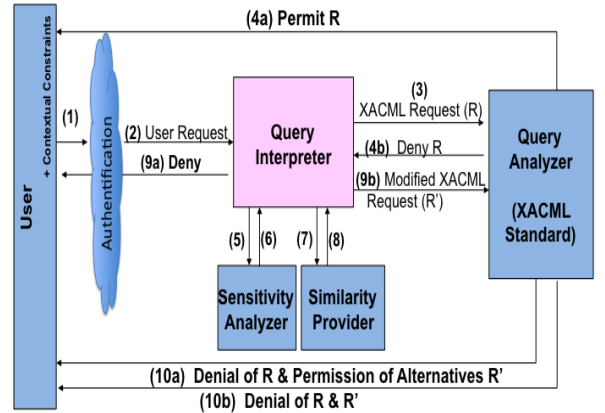 (4a) Permit R
User
+ Contextual Constraints
(1)
Authentification
(2) User Request
(9a) Deny
Query
Interpreter
(3)
XACML Request (R)
(4b) Deny R
(9b) Modified XACML
Request (R')
Query
Analyzer
(XACML
Standard)
(5)
(6)
(7)
(8)
Sensitivity
Analyzer
Similarity
Provider
(10a) Denial of R & Permission of Alternatives R'
(10b) Denial of R & R'